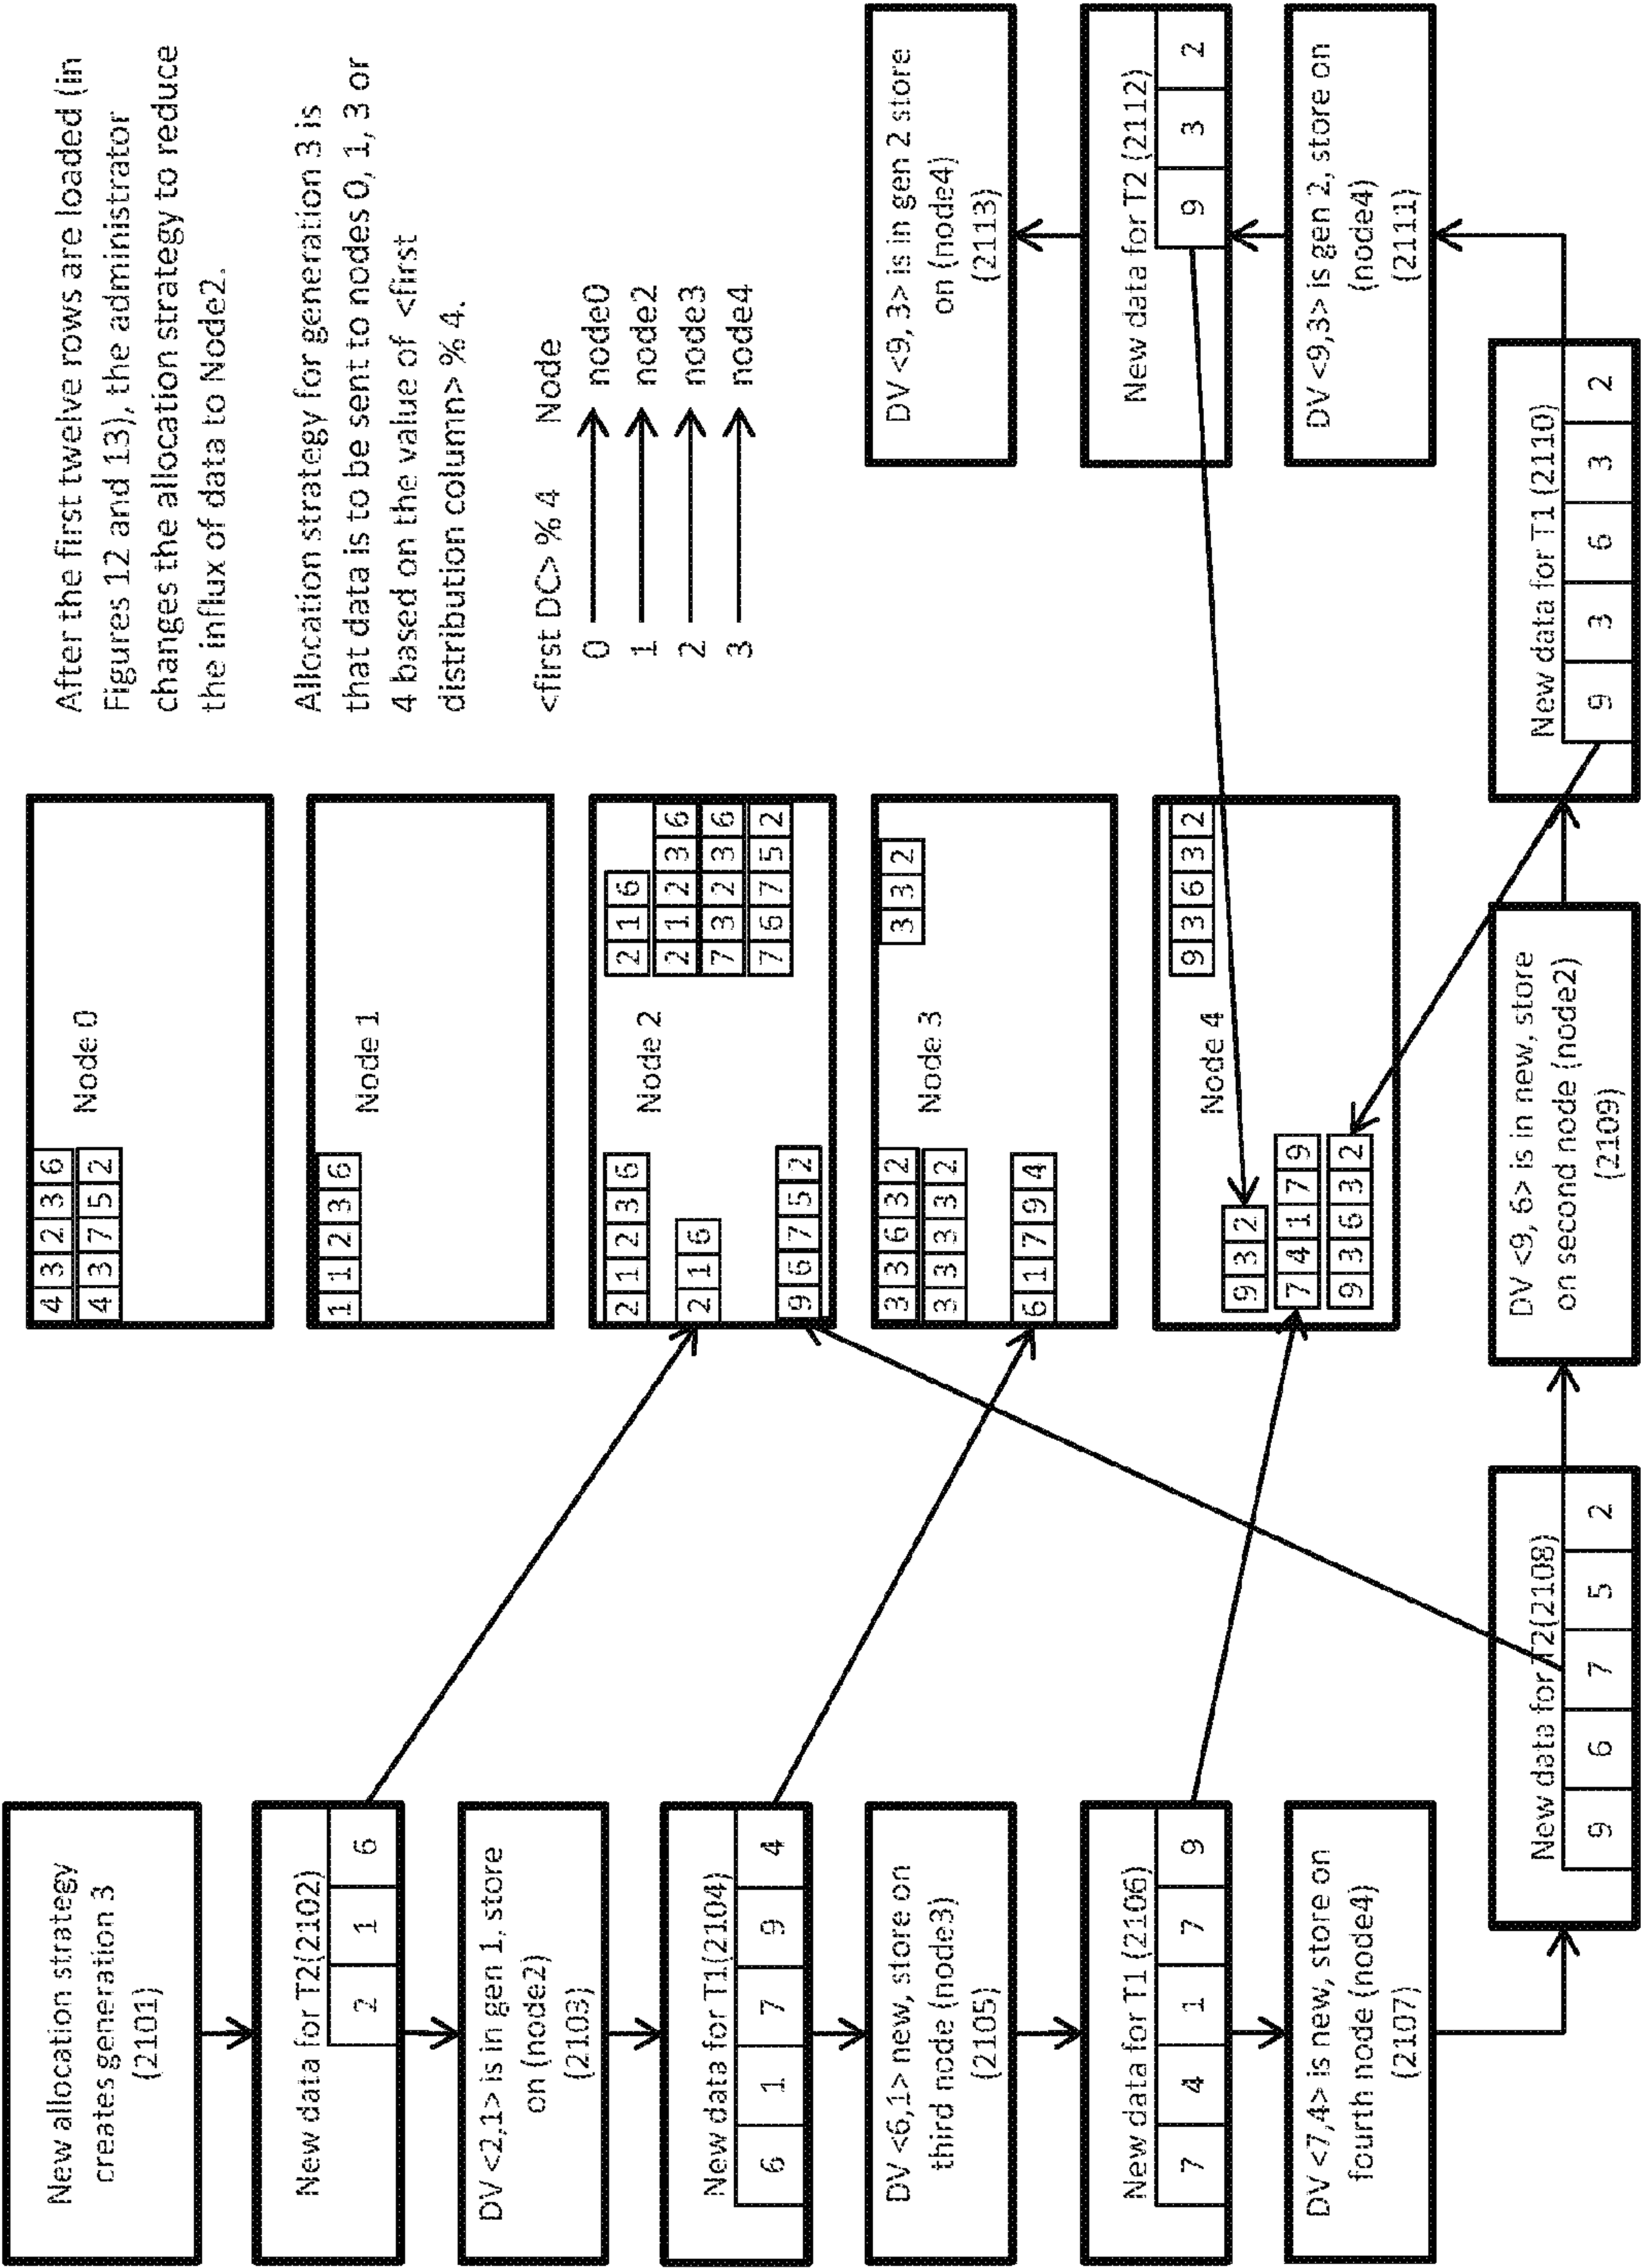 New allocation strategy
creates generation 3
(2101)
New data for T2(2102)
2 1 6
DV <2,1> is in gen 1, store
on (node2)
(2103)
New data for T1(2104)
6 1 7 9 4
DV <6,1> new, store on
third node (node3)
(2105)
New data for T1 (2106)
7 4 1 7 9
DV <7,4> is new, store on
fourth node (node4)
(2107)
New data for T2(2108)
9 6 7 5 2
DV <9, 6> is in new, store
on second node (node2)
(2109)
New data for T1 (2110)
9 3 6 3 2
DV <9,3> is gen 2, store on
(node4)
(2111)
New data for T2 (2112)
9 3 2
DV <9, 3> is in gen 2 store
on (node4)
(2113)
Node 0
4 3 2 3 6
4 3 7 5 2
Node 1
1 1 2 3 6
Node 2
2 1 2 3 6
2 1 6
9 6 7 5 2
2 1 6
2 1 2 3 6
7 3 2 3 6
7 6 7 5 2
Node 3
3 3 6 3 2
3 3 3 3 2
6 1 7 9 4
3 3 2
Node 4
9 3 2
7 4 1 7 9
9 3 6 3 2
9 3 6 3 2
After the first twelve rows are loaded (in
Figures 12 and 13), the administrator
changes the allocation strategy to reduce
the influx of data to Node2.
Allocation strategy for generation 3 is
that data is to be sent to nodes 0, 1, 3 or
4 based on the value of <first
distribution column> % 4.
<first DC> % 4 Node
0 node0
1 node2
2 node3
3 node4